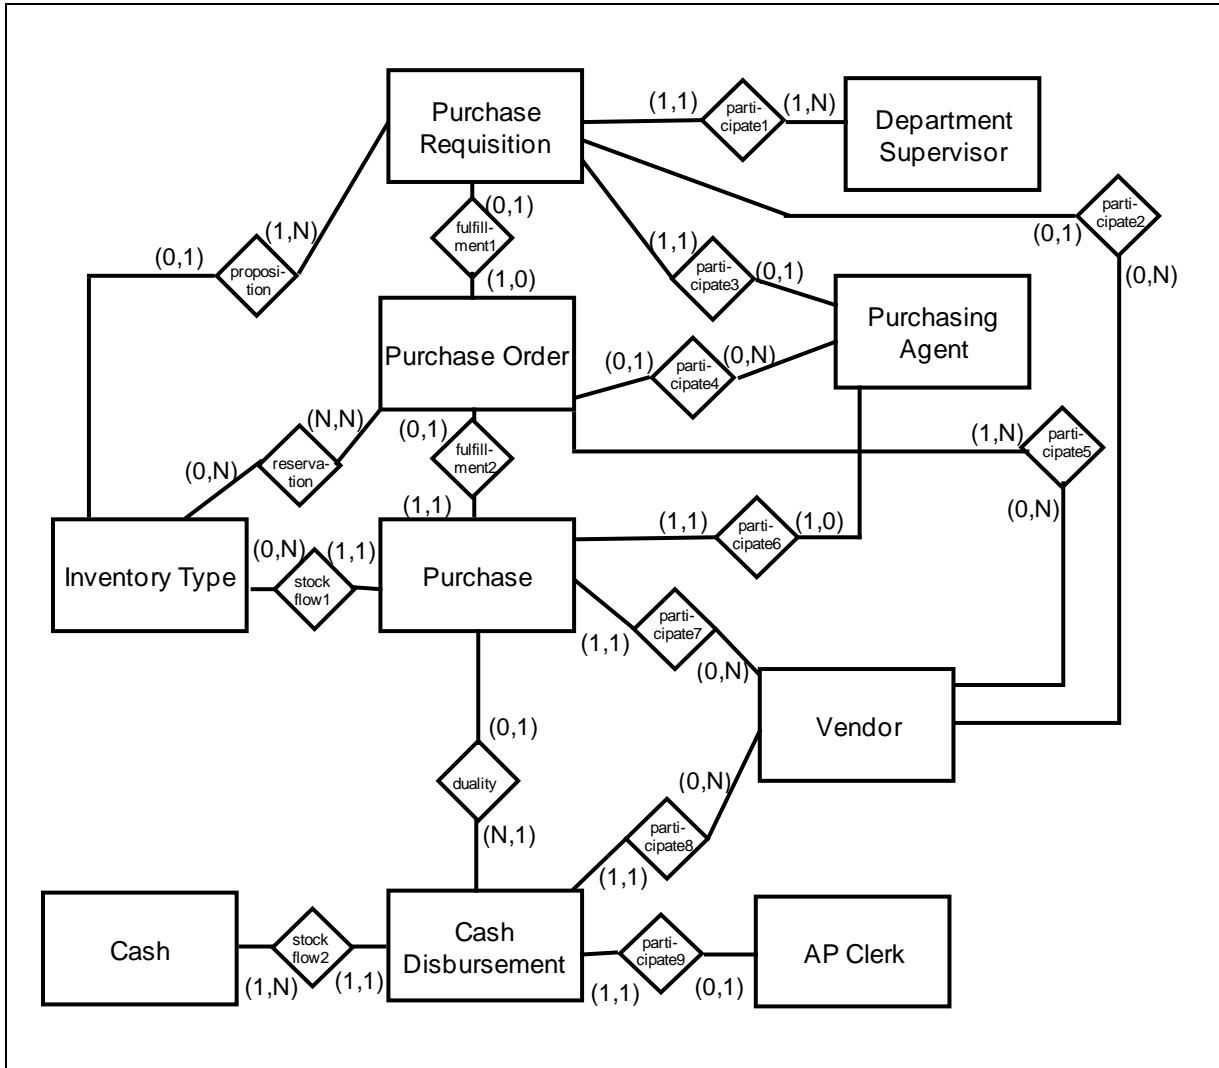 Purchase
Requisition
(1,1)
parti-
cipate1
(1,N)
Department
Supervisor
(0,1)
fulfill-
ment1
(1,0)
(0,1)
proposi-
tion
(1,N)
(1,1)
parti-
cipate3
(0,1)
parti-
cipate2
(0,1)
(0,N)
Purchase Order
(0,1)
parti-
cipate4
(0,N)
Purchasing
Agent
(N,N)
reserva-
tion
(0,N)
(0,1)
fulfill-
ment2
(1,1)
(1,N)
parti-
cipate5
(0,N)
(1,1)
parti-
cipate6
(1,0)
Inventory Type
(0,N)
stock
flow1
(1,1)
Purchase
(1,1)
parti-
cipate7
(0,N)
Vendor
(0,1)
duality
(N,1)
(0,N)
parti-
cipate8
(1,1)
Cash
(1,N)
stock
flow2
(1,1)
Cash
Disbursement
(1,1)
parti-
cipate9
(0,1)
AP Clerk